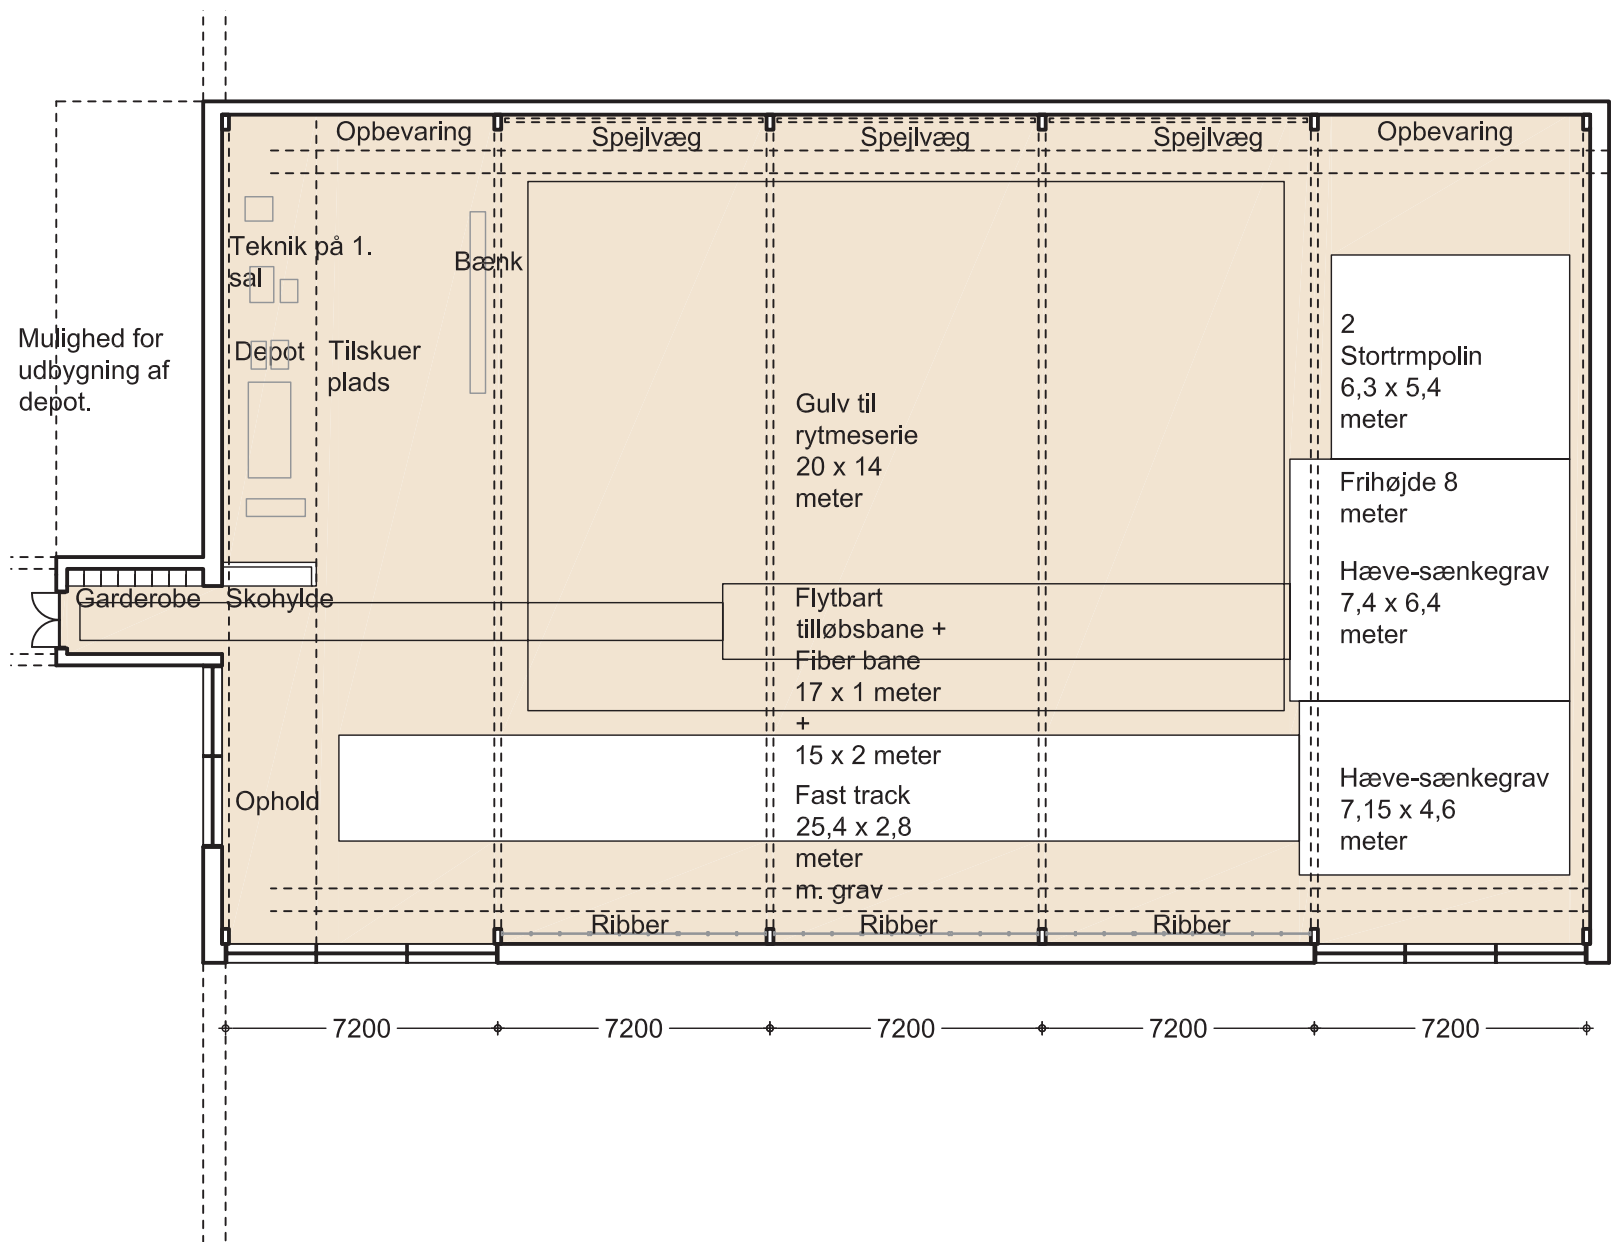 Opbevaring
Spejlvæg
Spejlvæg
Spejlvæg
Opbevaring
Teknik på 1.
sal
Bænk
Mulighed for
udbygning af
depot.
Depot
Tilskuer
plads
2
Stortrmpolin
6,3 x 5,4
meter
Gulv til
rytmeserie
20 x 14
meter
Frihøjde 8
meter
Hæve-sænkegrav
7,4 x 6,4
meter
Garderobe
Skohylde
Flytbart
tilløbsbane +
Fiber bane
17 x 1 meter
+
15 x 2 meter
Fast track
25,4 x 2,8
meter
m. grav
Ophold
Hæve-sænkegrav
7,15 x 4,6
meter
Ribber
Ribber
Ribber
7200
7200
7200
7200
7200